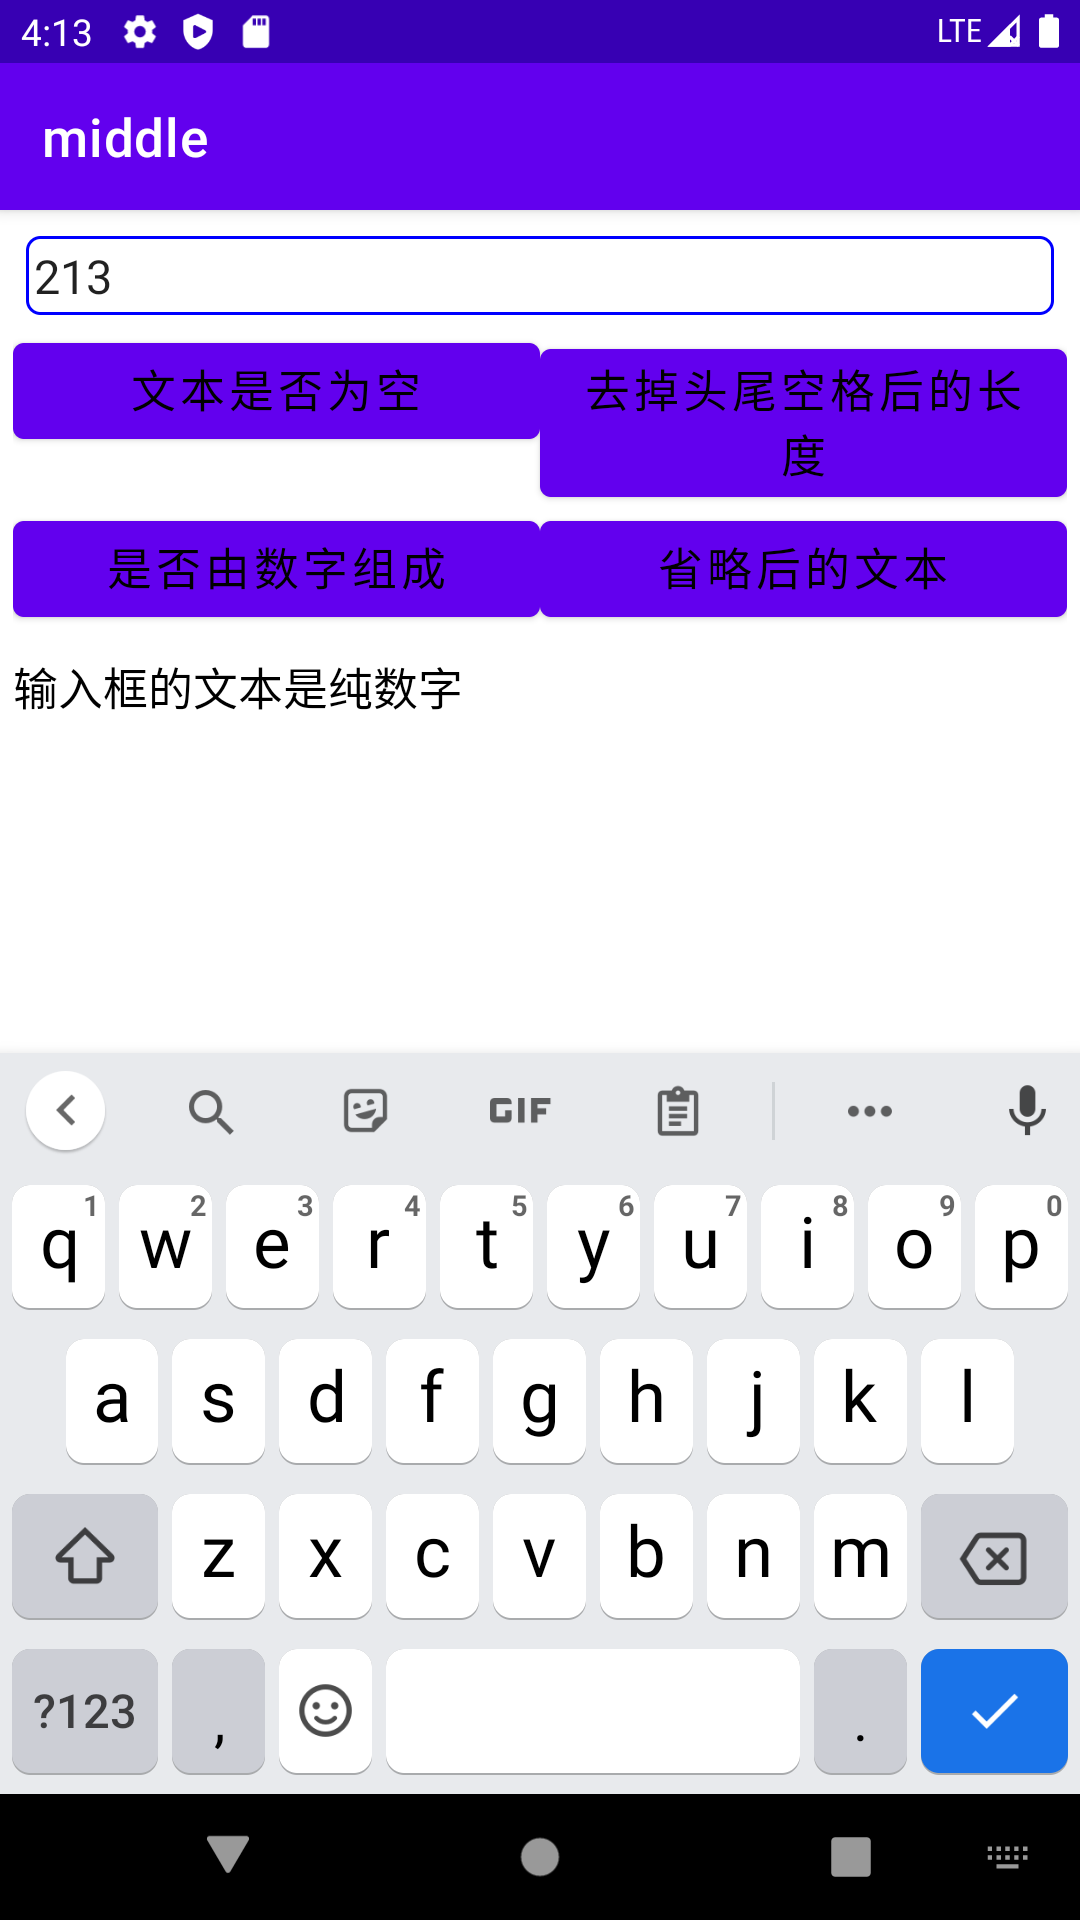 4:13 LTE
middle
213
文本是否为空
去掉头尾空格后的长
度
是否由数字组成
省略后的文本
输入框的文本是纯数字
GIF
1 2 3 4 5 6 7 8 9 0
q w e r t y u i o p
a s d f g h j k l
z x c v b n m
?123 , .